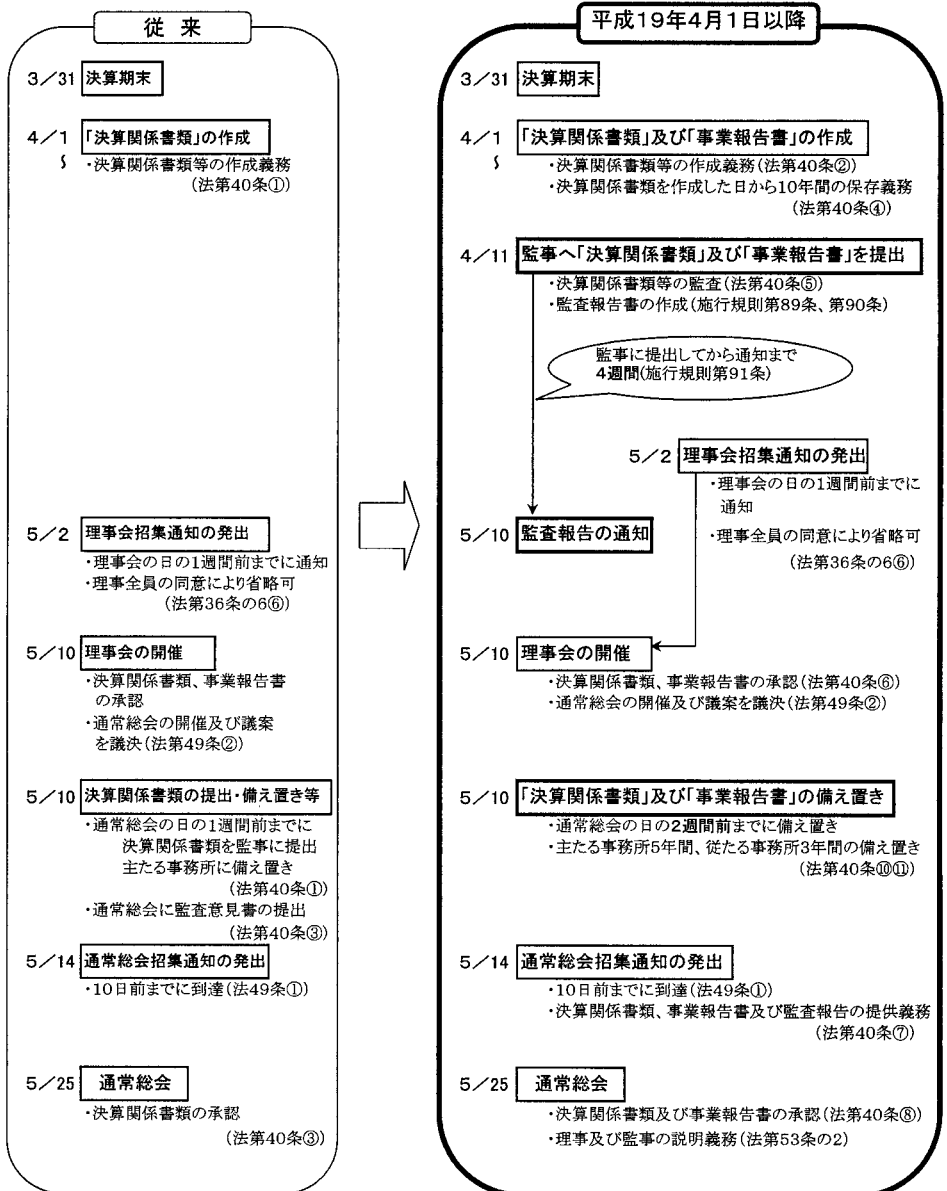 従 来
3/31 決算期末
4/1 「決算関係書類」の作成
〜 ・決算関係書類等の作成義務
(法第40条①)
5/2 理事会招集通知の発出
・理事会の日の1週間前までに通知
・理事全員の同意により省略可
(法第36条の6⑥)
5/10 理事会の開催
・決算関係書類、事業報告書
の承認
・通常総会の開催及び議案
を議決(法第49条②)
5/10 決算関係書類の提出・備え置き等
・通常総会の日の1週間前までに
決算関係書類を監事に提出
主たる事務所に備え置き
(法第40条①)
・通常総会に監査意見書の提出
(法第40条③)
5/14 通常総会招集通知の発出
・10日前までに到達(法49条①)
5/25 通常総会
・決算関係書類の承認
(法第40条③)
平成19年4月1日以降
3/31 決算期末
4/1 「決算関係書類」及び「事業報告書」の作成
〜 ・決算関係書類等の作成義務(法第40条②)
・決算関係書類を作成した日から10年間の保存義務
(法第40条④)
4/11 監事へ「決算関係書類」及び「事業報告書」を提出
・決算関係書類等の監査(法第40条⑤)
・監査報告書の作成(施行規則第89条、第90条)
監事に提出してから通知まで
4週間(施行規則第91条)
5/2 理事会招集通知の発出
・理事会の日の1週間前までに
通知
・理事全員の同意により省略可
(法第36条の6⑥)
5/10 監査報告の通知
5/10 理事会の開催
・決算関係書類、事業報告書の承認(法第40条⑥)
・通常総会の開催及び議案を議決(法第49条②)
5/10 「決算関係書類」及び「事業報告書」の備え置き
・通常総会の日の2週間前までに備え置き
・主たる事務所5年間、従たる事務所3年間の備え置き
(法第40条⑩⑪)
5/14 通常総会招集通知の発出
・10日前までに到達(法49条①)
・決算関係書類、事業報告書及び監査報告の提供義務
(法第40条⑦)
5/25 通常総会
・決算関係書類及び事業報告書の承認(法第40条⑧)
・理事及び監事の説明義務(法第53条の2)